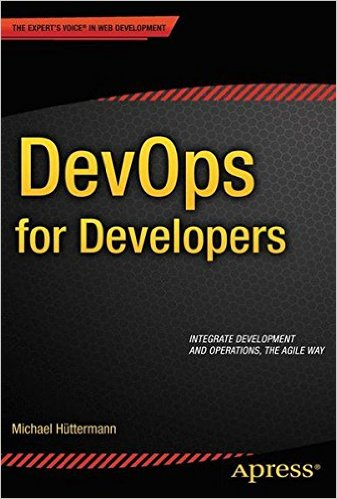 THE EXPERT'S VOICE® IN WEB DEVELOPMENT
DevOps
for Developers
INTEGRATE DEVELOPMENT
AND OPERATIONS, THE AGILE WAY
Michael Hüttermann
Apress®